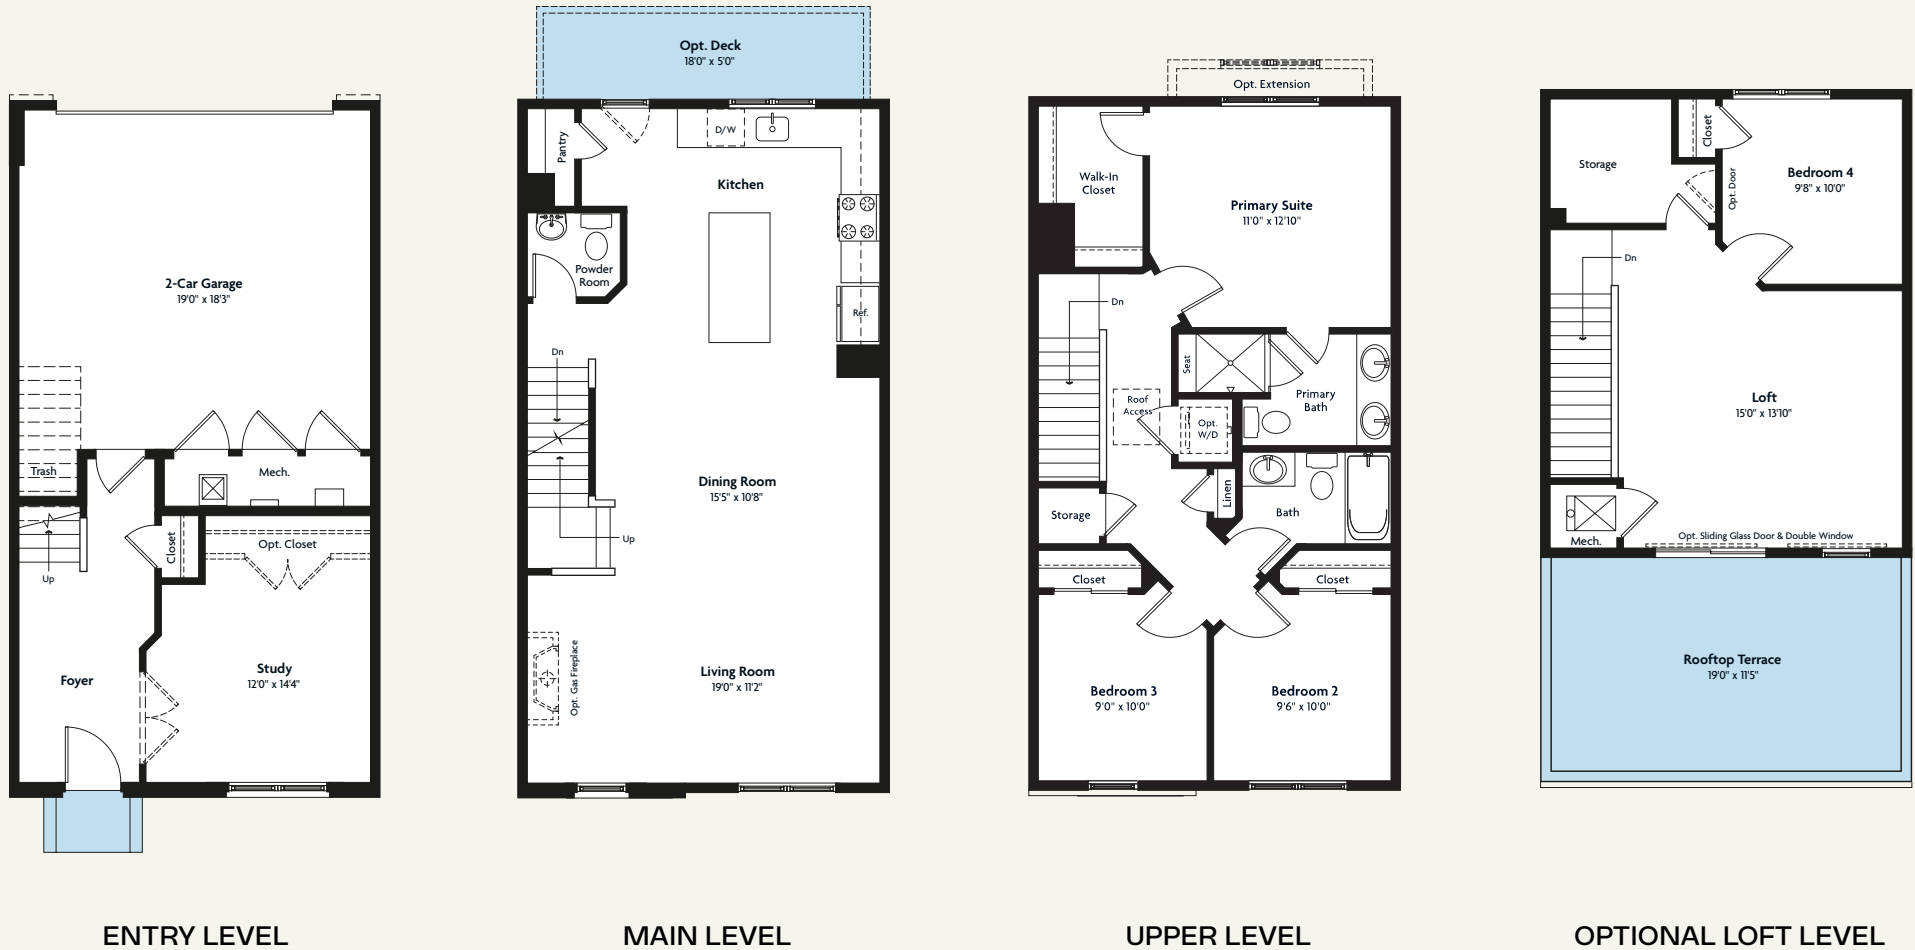 2-Car Garage
19'0" x 18'3"
Trash
Mech.
Closet
Opt. Closet
Up
Foyer
Study
12'0" x 14'4"
ENTRY LEVEL
Opt. Deck
18'0" x 5'0"
Pantry
D/W
Kitchen
Powder
Room
Ref.
Dn
Dining Room
15'5" x 10'8"
Up
Opt. Gas Fireplace
Living Room
19'0" x 11'2"
MAIN LEVEL
Opt. Extension
Walk-In
Closet
Primary Suite
11'0" x 12'10"
Dn
Seat
Primary
Bath
Roof
Access
Opt.
W/D
Linen
Storage
Bath
Closet
Closet
Bedroom 3
9'0" x 10'0"
Bedroom 2
9'6" x 10'0"
UPPER LEVEL
Storage
Closet
Bedroom 4
9'8" x 10'0"
Opt. Door
Dn
Loft
15'0" x 13'10"
Mech.
Opt. Sliding Glass Door & Double Window
Rooftop Terrace
19'0" x 11'5"
OPTIONAL LOFT LEVEL